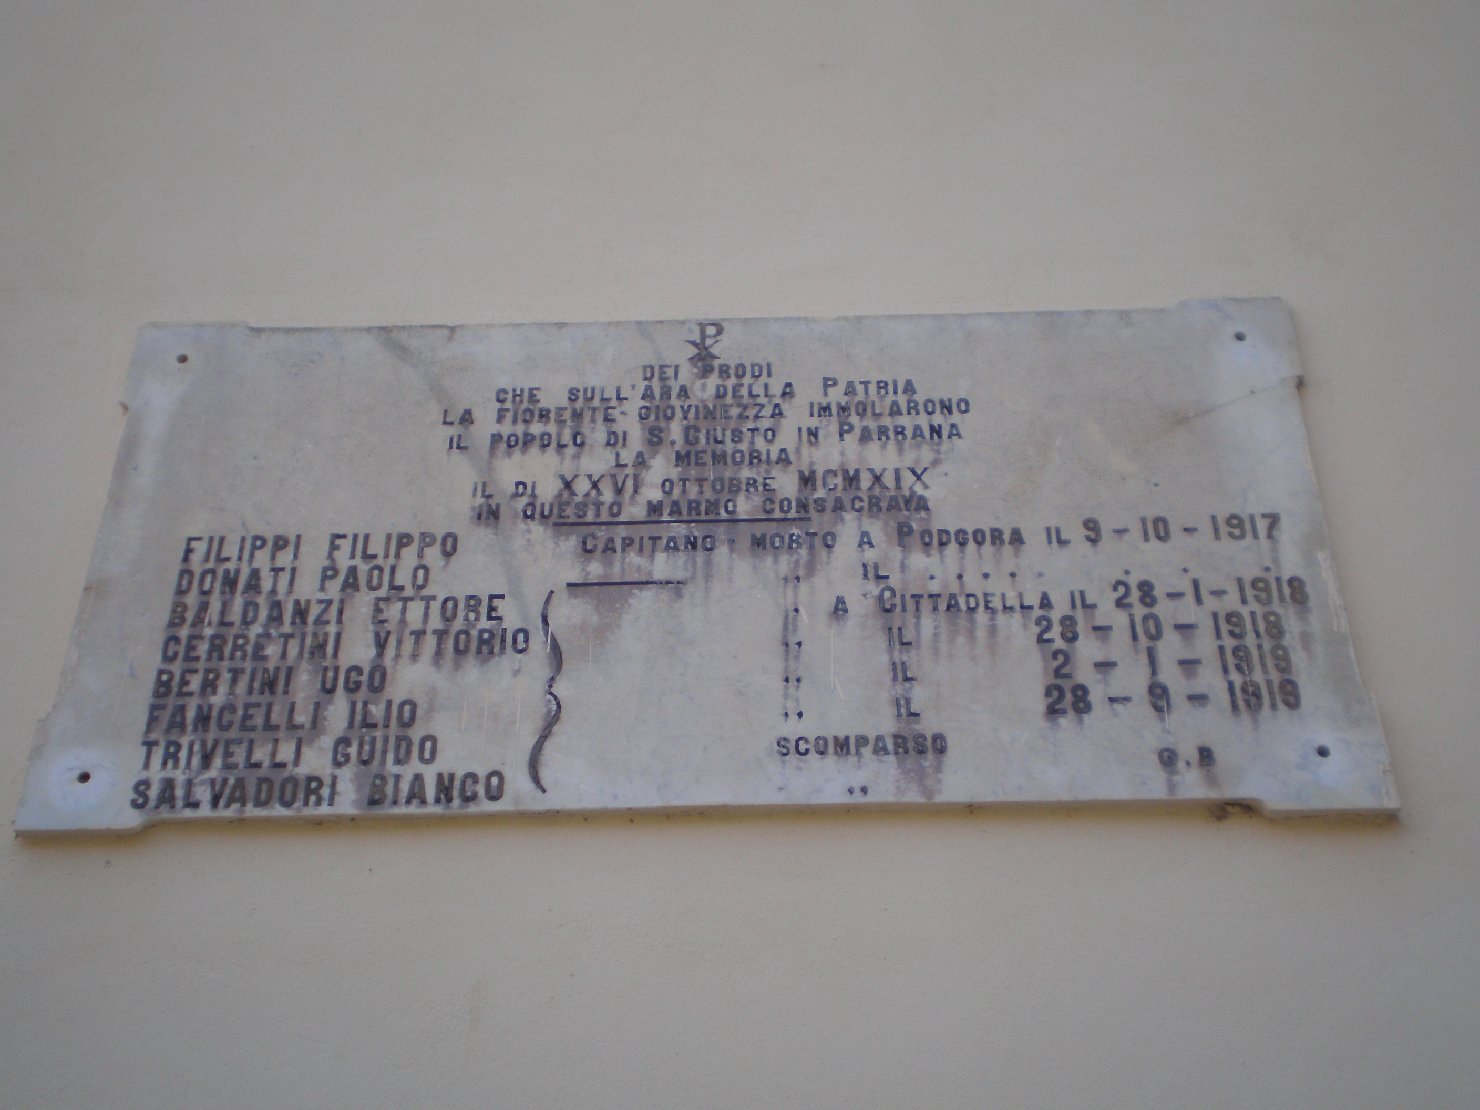 ☧
DEI PRODI
CHE SULL'ARA DELLA PATRIA
LA FIORENTE GIOVINEZZA IMMOLARONO
IL POPOLO DI S. GIUSTO IN PARRANA
LA MEMORIA
IL DI XXVI OTTOBRE MCMXIX
IN QUESTO MARMO CONSACRAVA
FILIPPI FILIPPO CAPITANO - MORTO A PODGORA IL 9-10-1917
DONATI PAOLO ,, IL . . . . . . . .
BALDANZI ETTORE ,, A CITTADELLA IL 28-1-1918
CERRETINI VITTORIO ,, IL 28-10-1918
BERTINI UGO ,, IL 2-1-1919
FANCELLI ILIO ,, IL 28-9-1919
TRIVELLI GUIDO SCOMPARSO G.B
SALVADORI BIANCO ,,